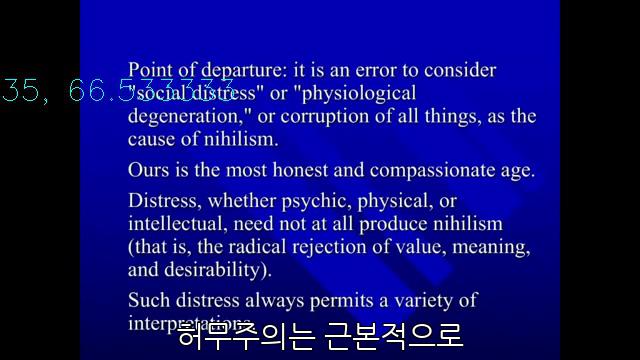 Point of departure: it is an error to consider
35, 66.533333
"social distress" or "physiological
degeneration," or corruption of all things, as the
cause of nihilism.
Ours is the most honest and compassionate age.
Distress, whether psychic, physical, or
intellectual, need not at all produce nihilism
(that is, the radical rejection of value, meaning,
and desirability).
Such distress always permits a variety of
interpretations.
허무주의는 근본적으로